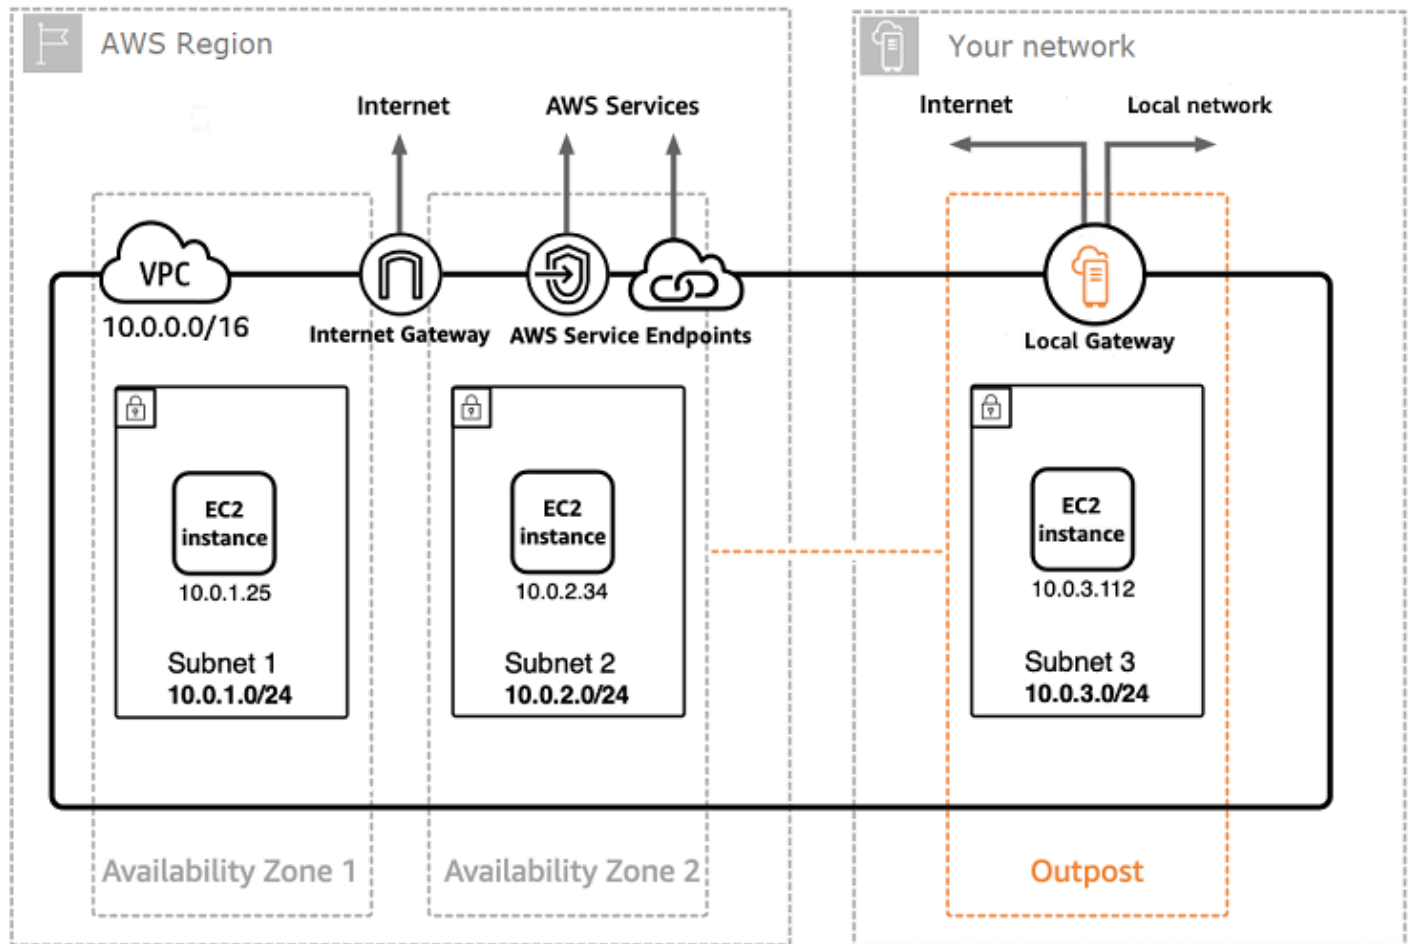 AWS Region
Your network
Internet
AWS Services
Internet
Local network
VPC
10.0.0.0/16
Internet Gateway
AWS Service Endpoints
Local Gateway
EC2
instance
10.0.1.25
Subnet 1
10.0.1.0/24
EC2
instance
10.0.2.34
Subnet 2
10.0.2.0/24
EC2
instance
10.0.3.112
Subnet 3
10.0.3.0/24
Availability Zone 1
Availability Zone 2
Outpost